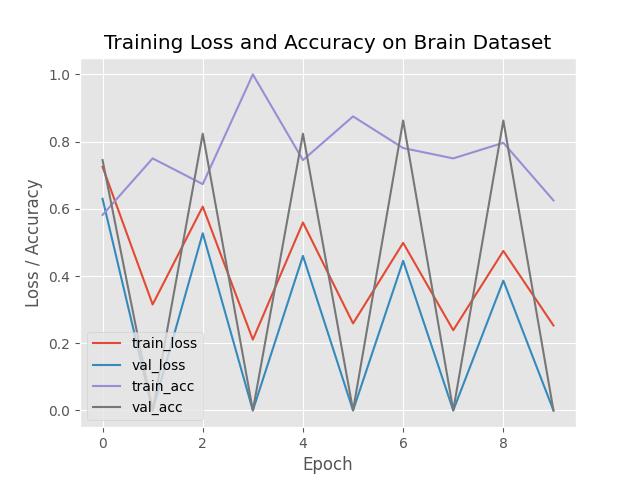 Training Loss and Accuracy on Brain Dataset
Loss / Accuracy
1.0
0.8
0.6
0.4
0.2
0.0
train_loss
val_loss
train_acc
val_acc
0 2 4 6 8
Epoch